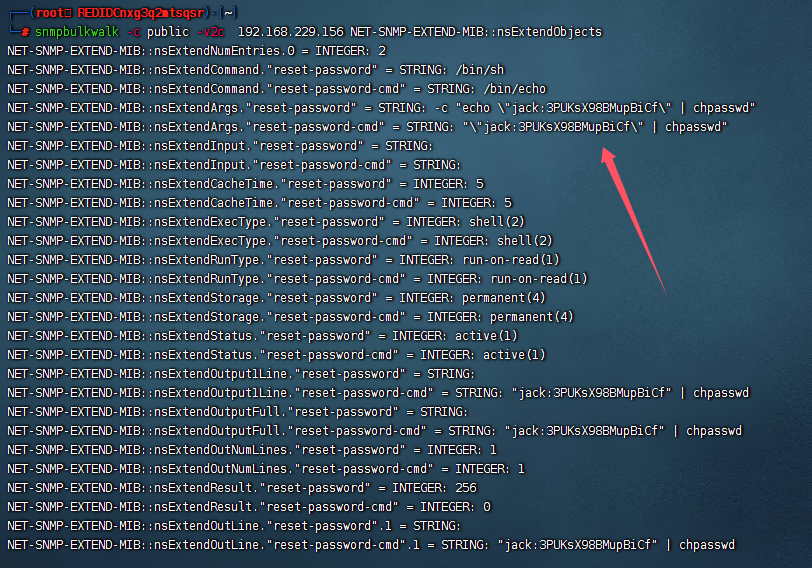 (root REDIDCnxg3q2mtsqsr)-[~]
# snmpbulkwalk -c public -v2c 192.168.229.156 NET-SNMP-EXTEND-MIB::nsExtendObjects
NET-SNMP-EXTEND-MIB::nsExtendNumEntries.0 = INTEGER: 2
NET-SNMP-EXTEND-MIB::nsExtendCommand."reset-password" = STRING: /bin/sh
NET-SNMP-EXTEND-MIB::nsExtendCommand."reset-password-cmd" = STRING: /bin/echo
NET-SNMP-EXTEND-MIB::nsExtendArgs."reset-password" = STRING: -c "echo \"jack:3PUKsX98BMupBiCf\" | chpasswd"
NET-SNMP-EXTEND-MIB::nsExtendArgs."reset-password-cmd" = STRING: "\"jack:3PUKsX98BMupBiCf\" | chpasswd"
NET-SNMP-EXTEND-MIB::nsExtendInput."reset-password" = STRING:
NET-SNMP-EXTEND-MIB::nsExtendInput."reset-password-cmd" = STRING:
NET-SNMP-EXTEND-MIB::nsExtendCacheTime."reset-password" = INTEGER: 5
NET-SNMP-EXTEND-MIB::nsExtendCacheTime."reset-password-cmd" = INTEGER: 5
NET-SNMP-EXTEND-MIB::nsExtendExecType."reset-password" = INTEGER: shell(2)
NET-SNMP-EXTEND-MIB::nsExtendExecType."reset-password-cmd" = INTEGER: shell(2)
NET-SNMP-EXTEND-MIB::nsExtendRunType."reset-password" = INTEGER: run-on-read(1)
NET-SNMP-EXTEND-MIB::nsExtendRunType."reset-password-cmd" = INTEGER: run-on-read(1)
NET-SNMP-EXTEND-MIB::nsExtendStorage."reset-password" = INTEGER: permanent(4)
NET-SNMP-EXTEND-MIB::nsExtendStorage."reset-password-cmd" = INTEGER: permanent(4)
NET-SNMP-EXTEND-MIB::nsExtendStatus."reset-password" = INTEGER: active(1)
NET-SNMP-EXTEND-MIB::nsExtendStatus."reset-password-cmd" = INTEGER: active(1)
NET-SNMP-EXTEND-MIB::nsExtendOutput1Line."reset-password" = STRING:
NET-SNMP-EXTEND-MIB::nsExtendOutput1Line."reset-password-cmd" = STRING: "jack:3PUKsX98BMupBiCf" | chpasswd
NET-SNMP-EXTEND-MIB::nsExtendOutputFull."reset-password" = STRING:
NET-SNMP-EXTEND-MIB::nsExtendOutputFull."reset-password-cmd" = STRING: "jack:3PUKsX98BMupBiCf" | chpasswd
NET-SNMP-EXTEND-MIB::nsExtendOutNumLines."reset-password" = INTEGER: 1
NET-SNMP-EXTEND-MIB::nsExtendOutNumLines."reset-password-cmd" = INTEGER: 1
NET-SNMP-EXTEND-MIB::nsExtendResult."reset-password" = INTEGER: 256
NET-SNMP-EXTEND-MIB::nsExtendResult."reset-password-cmd" = INTEGER: 0
NET-SNMP-EXTEND-MIB::nsExtendOutLine."reset-password".1 = STRING:
NET-SNMP-EXTEND-MIB::nsExtendOutLine."reset-password-cmd".1 = STRING: "jack:3PUKsX98BMupBiCf" | chpasswd